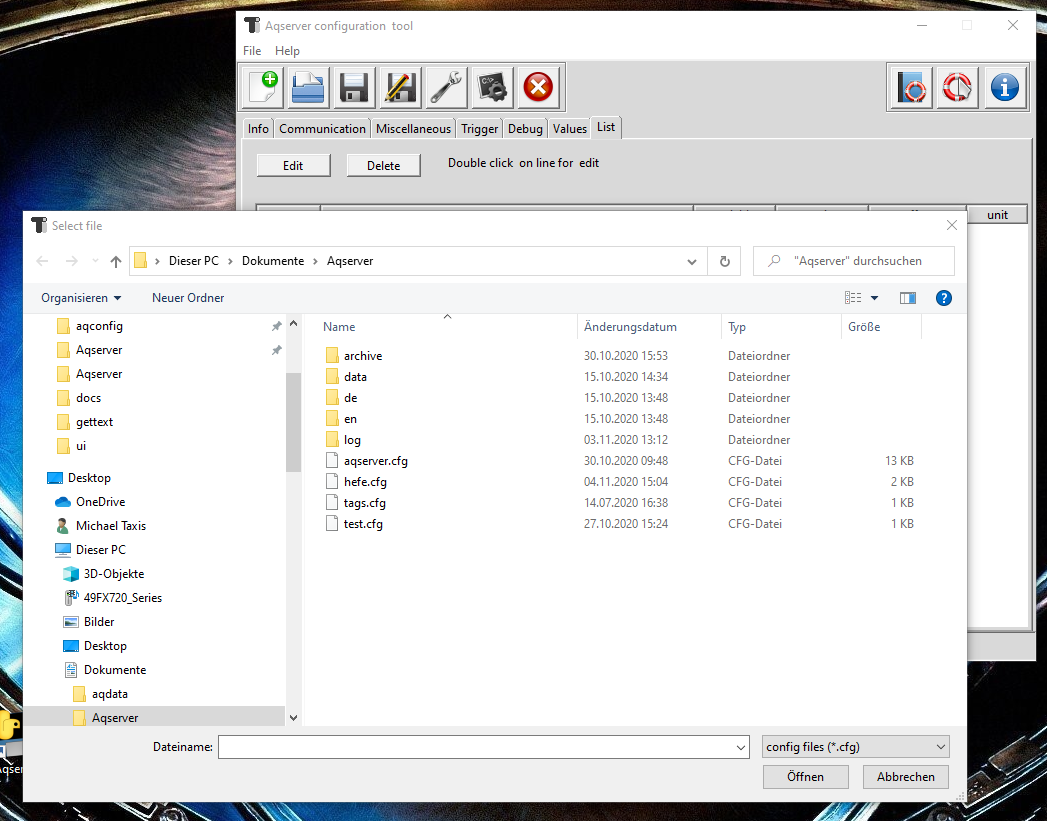 Aqserver configuration tool
File Help
Info Communication Miscellaneous Trigger Debug Values List
Edit Delete Double click on line for edit
unit
Select file
Dieser PC Dokumente Aqserver "Aqserver" durchsuchen
Organisieren Neuer Ordner
aqconfig
Aqserver
Aqserver
docs
gettext
ui
Desktop
OneDrive
Michael Taxis
Dieser PC
3D-Objekte
49FX720_Series
Bilder
Desktop
Dokumente
aqdata
Aqserver
Name Änderungsdatum Typ Größe
archive 30.10.2020 15:53 Dateiordner
data 15.10.2020 14:34 Dateiordner
de 15.10.2020 13:48 Dateiordner
en 15.10.2020 13:48 Dateiordner
log 03.11.2020 13:12 Dateiordner
aqserver.cfg 30.10.2020 09:48 CFG-Datei 13 KB
hefe.cfg 04.11.2020 15:04 CFG-Datei 2 KB
tags.cfg 14.07.2020 16:38 CFG-Datei 1 KB
test.cfg 27.10.2020 15:24 CFG-Datei 1 KB
Dateiname: config files (*.cfg)
Öffnen Abbrechen